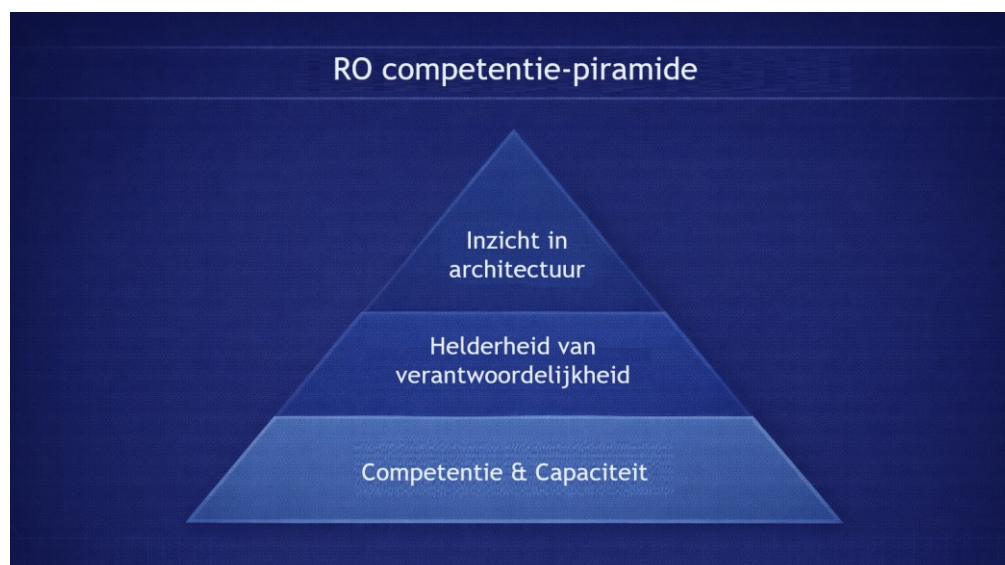 RO competentie-piramide
Inzicht in
architectuur
Helderheid van
verantwoordelijkheid
Competentie & Capaciteit